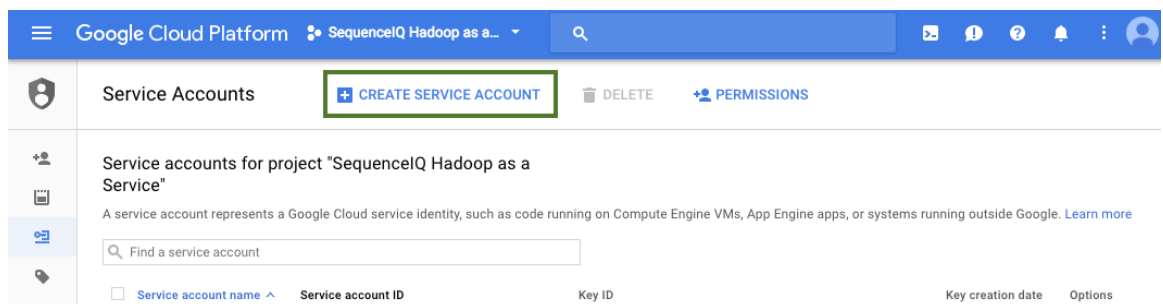 Google Cloud Platform SequenceIQ Hadoop as a...
Service Accounts CREATE SERVICE ACCOUNT DELETE PERMISSIONS
Service accounts for project "SequenceIQ Hadoop as a
Service"
A service account represents a Google Cloud service identity, such as code running on Compute Engine VMs, App Engine apps, or systems running outside Google. Learn more
Find a service account
Service account name Service account ID Key ID Key creation date Options